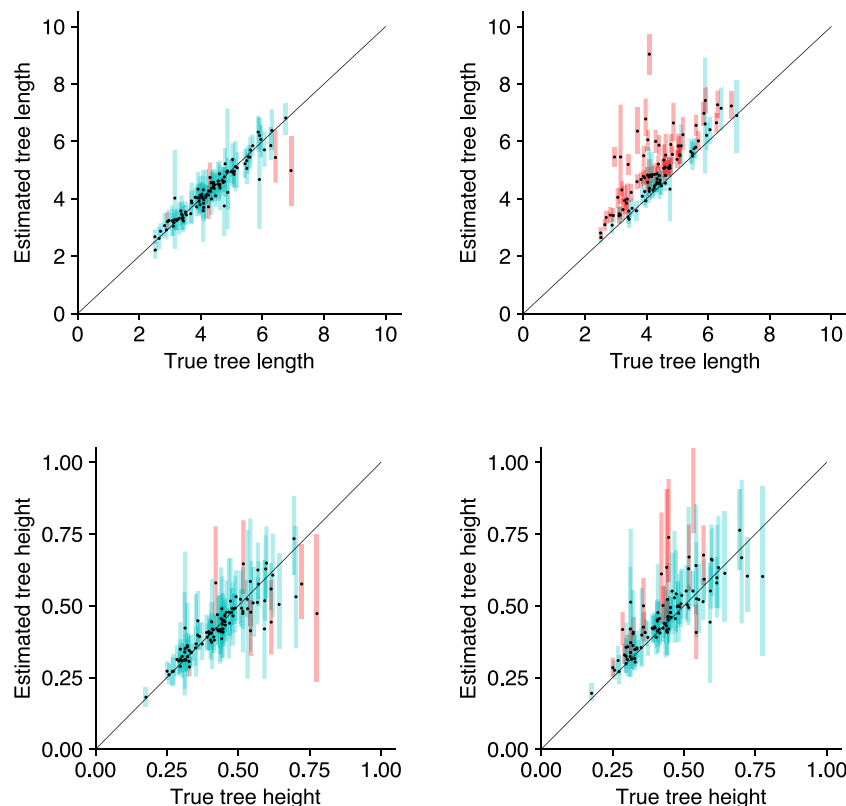 10
8
6
4
2
0
Estimated tree length
0 2 4 6 8 10
True tree length
10
8
6
4
2
0
Estimated tree length
0 2 4 6 8 10
True tree length
1.00
0.75
0.50
0.25
0.00
Estimated tree height
0.00 0.25 0.50 0.75 1.00
True tree height
1.00
0.75
0.50
0.25
0.00
Estimated tree height
0.00 0.25 0.50 0.75 1.00
True tree height